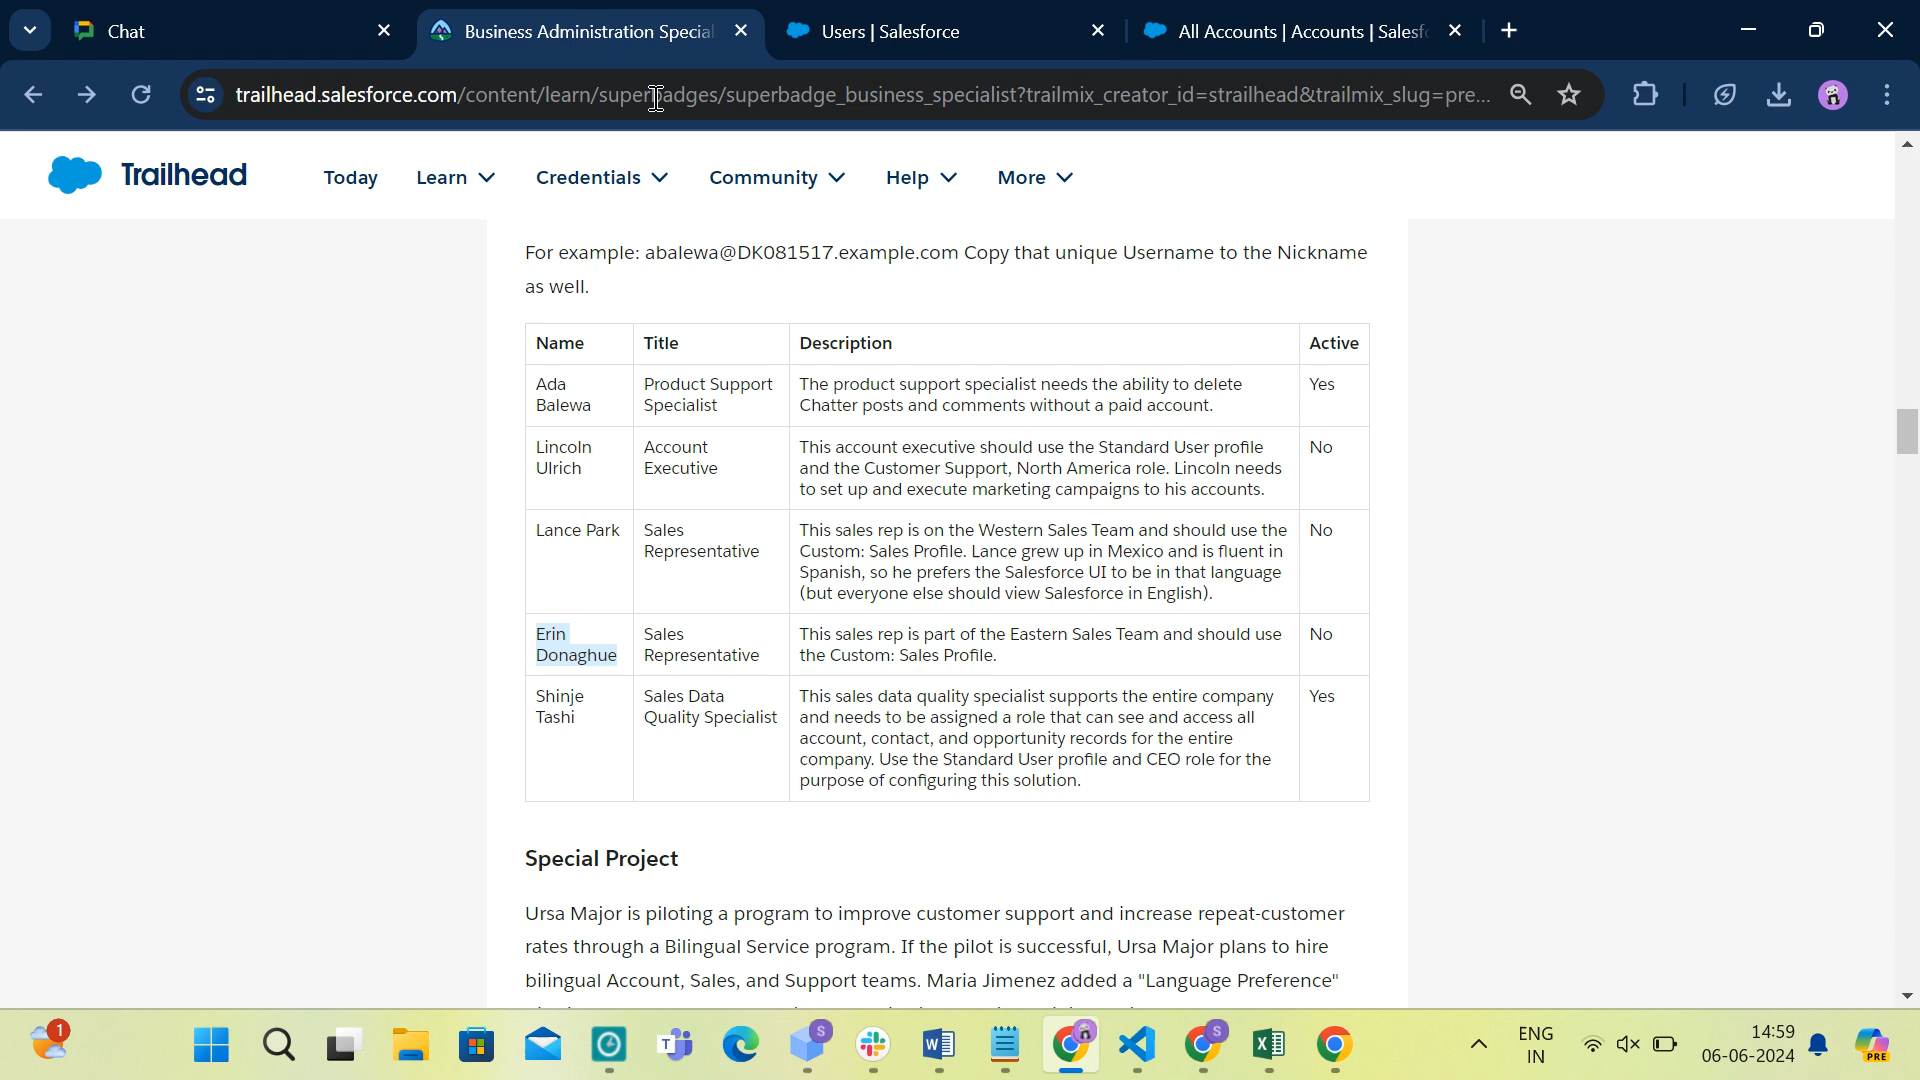 Chat
Business Administration Special
Users | Salesforce
All Accounts | Accounts | Salesf
trailhead.salesforce.com/content/learn/superbadges/superbadge_business_specialist?trailmix_creator_id=strailhead&trailmix_slug=pre...
Trailhead
Today
Learn
Credentials
Community
Help
More
For example: abalewa@DK081517.example.com Copy that unique Username to the Nickname
as well.
Name Title Description Active
Ada
Balewa
Product Support
Specialist
The product support specialist needs the ability to delete
Chatter posts and comments without a paid account.
Yes
Lincoln
Ulrich
Account
Executive
This account executive should use the Standard User profile
and the Customer Support, North America role. Lincoln needs
to set up and execute marketing campaigns to his accounts.
No
Lance Park
Sales
Representative
This sales rep is on the Western Sales Team and should use the
Custom: Sales Profile. Lance grew up in Mexico and is fluent in
Spanish, so he prefers the Salesforce UI to be in that language
(but everyone else should view Salesforce in English).
No
Erin
Donaghue
Sales
Representative
This sales rep is part of the Eastern Sales Team and should use
the Custom: Sales Profile.
No
Shinje
Tashi
Sales Data
Quality Specialist
This sales data quality specialist supports the entire company
and needs to be assigned a role that can see and access all
account, contact, and opportunity records for the entire
company. Use the Standard User profile and CEO role for the
purpose of configuring this solution.
Yes
Special Project
Ursa Major is piloting a program to improve customer support and increase repeat-customer
rates through a Bilingual Service program. If the pilot is successful, Ursa Major plans to hire
bilingual Account, Sales, and Support teams. Maria Jimenez added a "Language Preference"
1
S
S
ENG
IN
14:59
06-06-2024
PRE